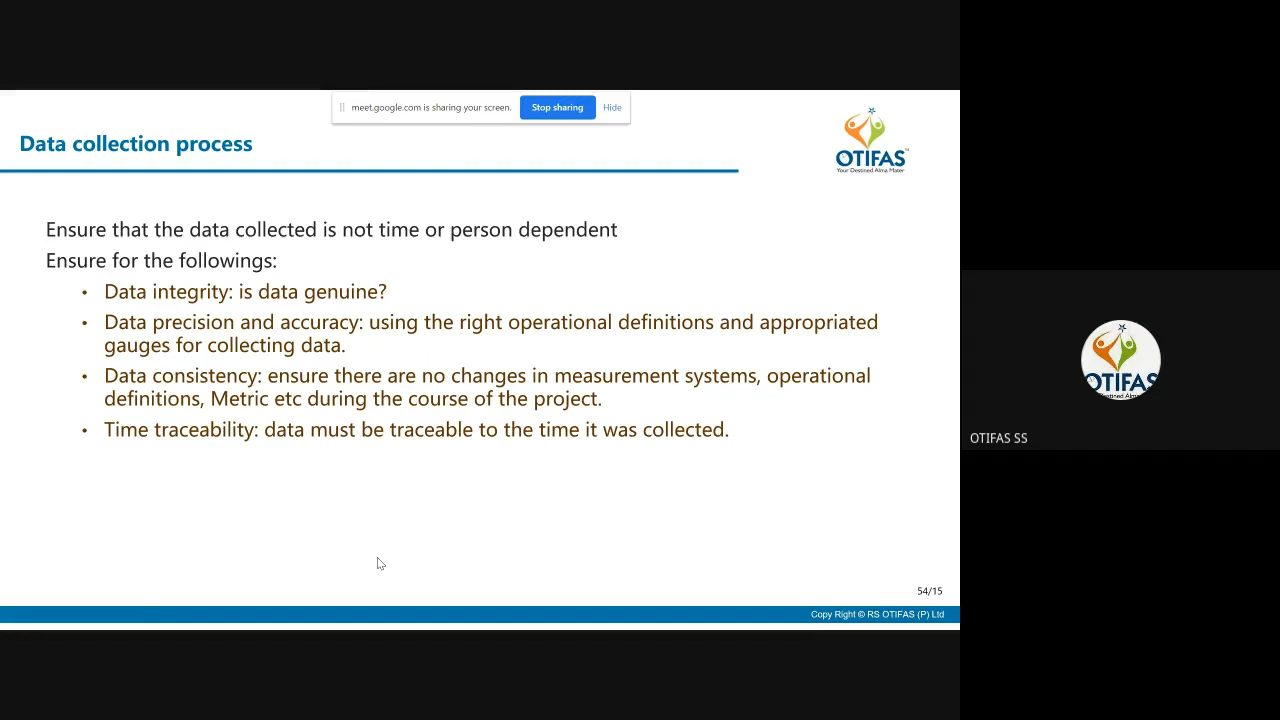 meet.google.com is sharing your screen.
Stop sharing
Hide
Data collection process
OTIFAS™
Your Destined Alma Mater
Ensure that the data collected is not time or person dependent
Ensure for the followings:
• Data integrity: is data genuine?
• Data precision and accuracy: using the right operational definitions and appropriated
gauges for collecting data.
• Data consistency: ensure there are no changes in measurement systems, operational
definitions, Metric etc during the course of the project.
• Time traceability: data must be traceable to the time it was collected.
54/15
Copy Right © RS OTIFAS (P) Ltd
OTIFAS
Destined Alma
OTIFAS SS